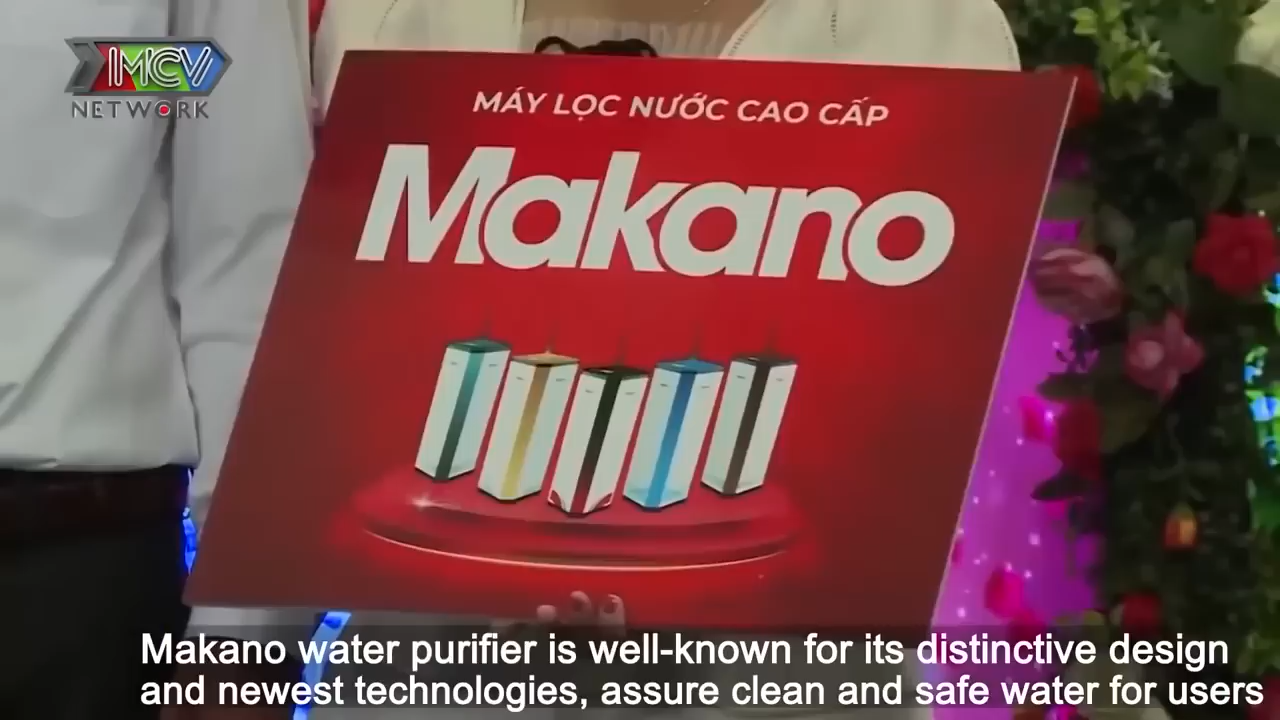 MCV
NETWORK
MÁY LỌC NƯỚC CAO CẤP
Makano
Makano water purifier is well-known for its distinctive design
and newest technologies, assure clean and safe water for users